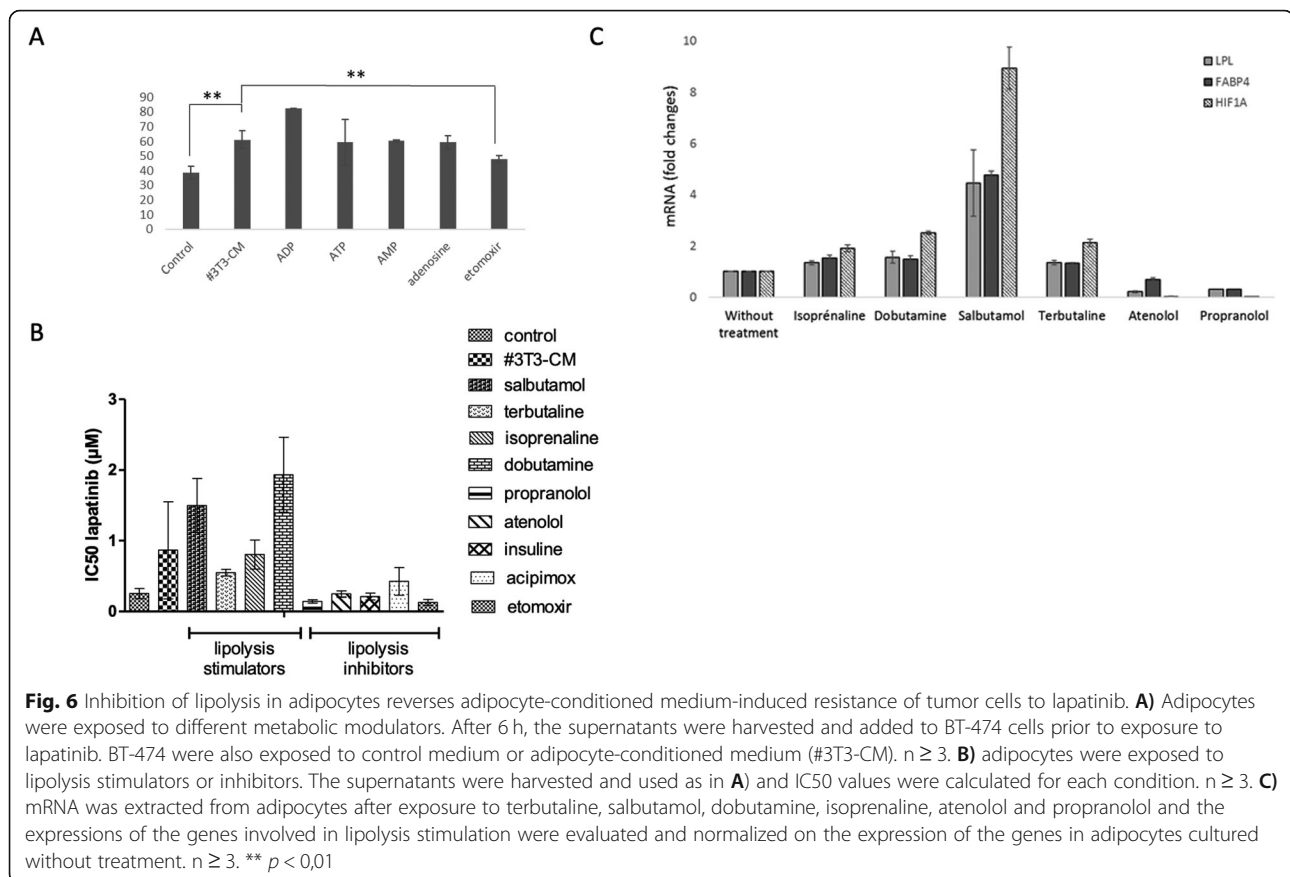 A
**
**
90
80
70
60
50
40
30
20
10
0
Control
#3T3-CM
ADP
ATP
AMP
adenosine
etomoxir
C
mRNA (fold changes)
10
8
6
4
2
0
LPL
FABP4
HIF1A
Without treatment
Isoprénaline
Dobutamine
Salbutamol
Terbutaline
Atenolol
Propranolol
B
IC50 lapatinib (µM)
3
2
1
0
lipolysis
stimulators
lipolysis
inhibitors
control
#3T3-CM
salbutamol
terbutaline
isoprenaline
dobutamine
propranolol
atenolol
insuline
acipimox
etomoxir
Fig. 6 Inhibition of lipolysis in adipocytes reverses adipocyte-conditioned medium-induced resistance of tumor cells to lapatinib. A) Adipocytes
were exposed to different metabolic modulators. After 6 h, the supernatants were harvested and added to BT-474 cells prior to exposure to
lapatinib. BT-474 were also exposed to control medium or adipocyte-conditioned medium (#3T3-CM). n ≥ 3. B) adipocytes were exposed to
lipolysis stimulators or inhibitors. The supernatants were harvested and used as in A) and IC50 values were calculated for each condition. n ≥ 3. C)
mRNA was extracted from adipocytes after exposure to terbutaline, salbutamol, dobutamine, isoprenaline, atenolol and propranolol and the
expressions of the genes involved in lipolysis stimulation were evaluated and normalized on the expression of the genes in adipocytes cultured
without treatment. n ≥ 3. ** p < 0,01